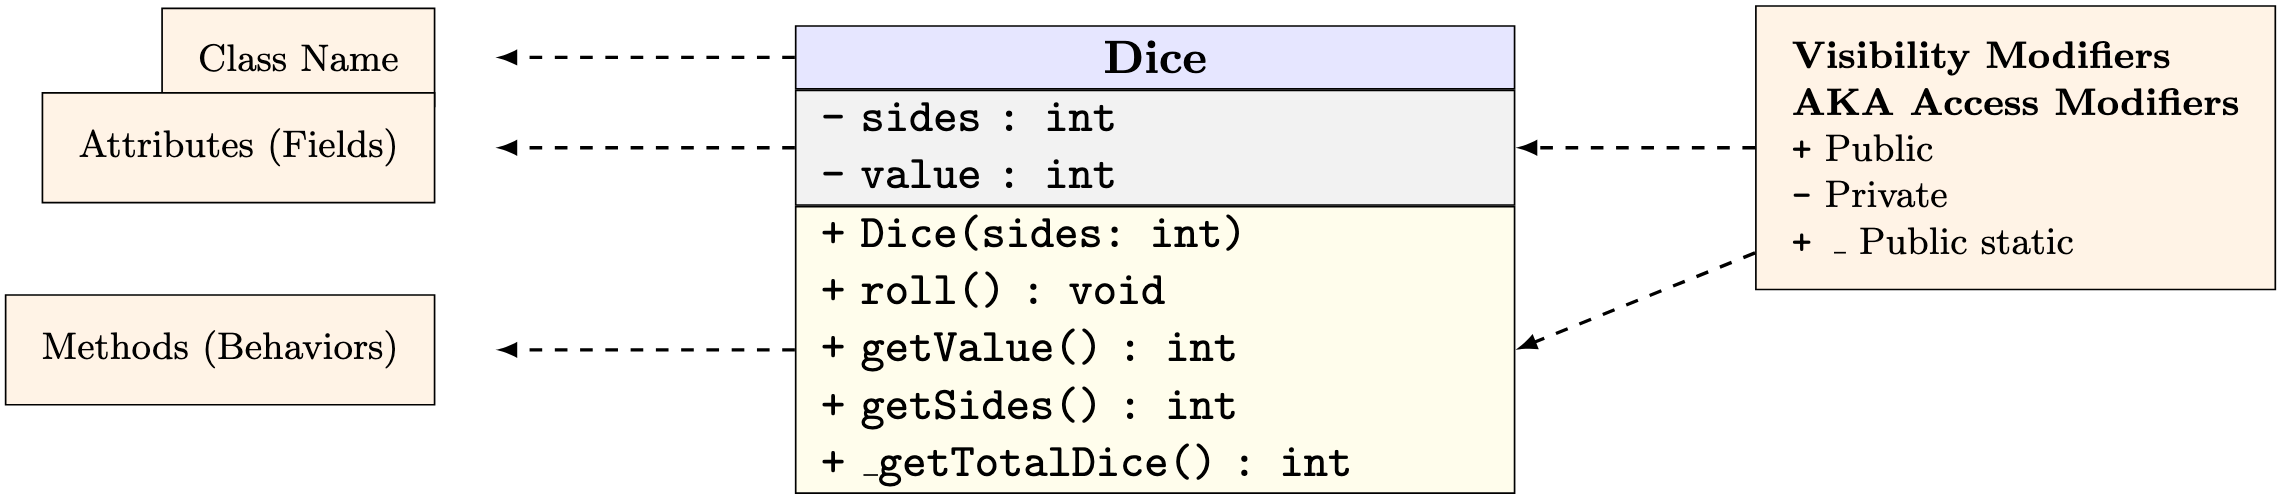 Class Name
Attributes (Fields)
Methods (Behaviors)
Dice
- sides : int
- value : int
+ Dice(sides: int)
+ roll() : void
+ getValue() : int
+ getSides() : int
+ _getTotalDice() : int
Visibility Modifiers
AKA Access Modifiers
+ Public
- Private
+ _ Public static